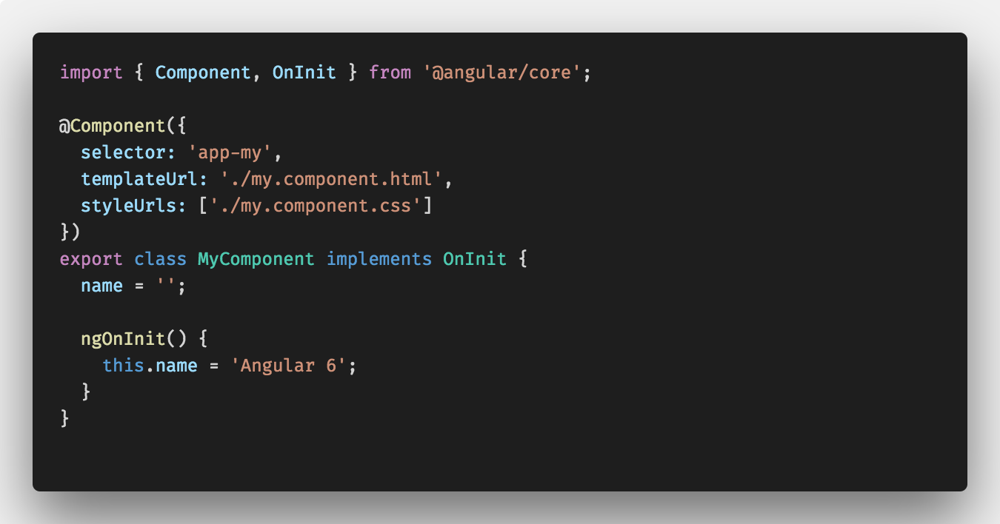 import { Component, OnInit } from '@angular/core';

@Component({
  selector: 'app-my',
  templateUrl: './my.component.html',
  styleUrls: ['./my.component.css']
})
export class MyComponent implements OnInit {
  name = '';

  ngOnInit() {
    this.name = 'Angular 6';
  }
}